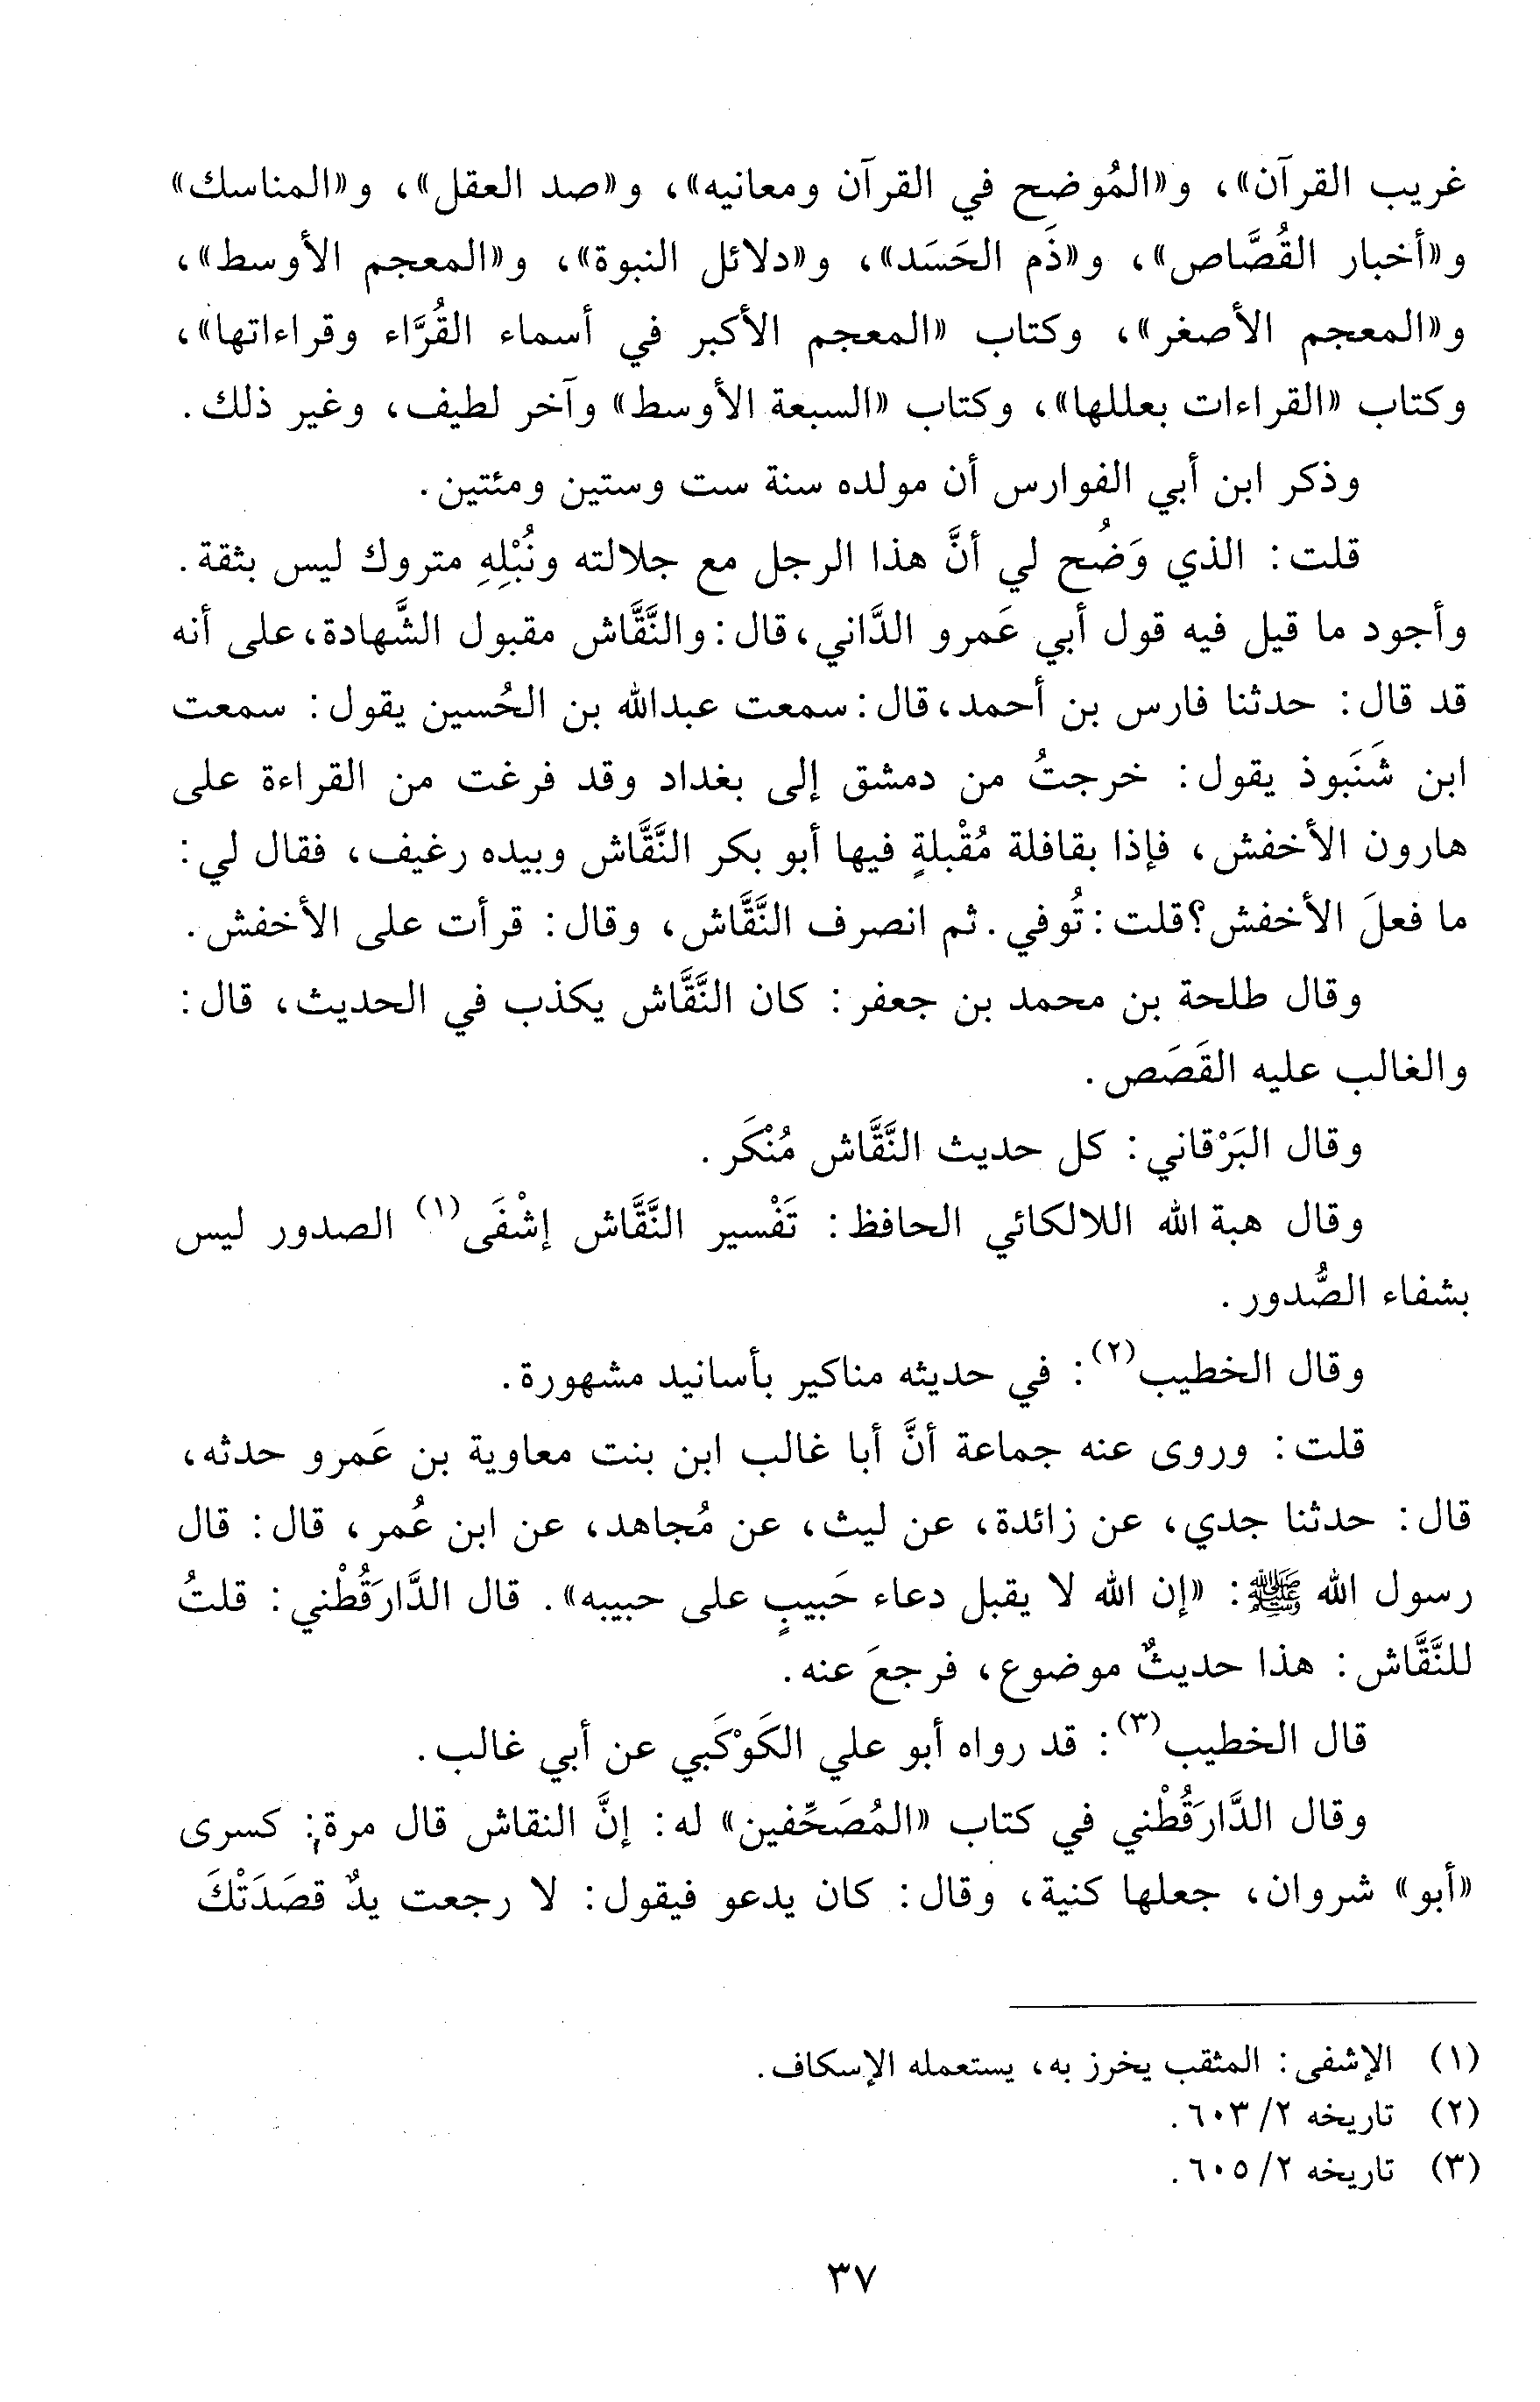 غريب القرآن»، و«المُوضح في القرآن ومعانيه»، و«صد العقل»، و«المناسك»
و«أخبار القُصَّاص»، و«ذَم الحَسَد»، و«دلائل النبوة»، و«المعجم الأوسط»،
و«المعجم الأصغر»، وكتاب «المعجم الأكبر في أسماء القُرَّاء وقراءاتها»،
وكتاب «القراءات بعللها»، وكتاب «السبعة الأوسط» وآخر لطيف، وغير ذلك.
وذكر ابن أبي الفوارس أن مولده سنة ست وستين ومئتين.
قلت: الذي وَضُح لي أنَّ هذا الرجل مع جلالته ونُبْلِهِ متروك ليس بثقة.
وأجود ما قيل فيه قول أبي عَمرو الدَّاني، قال: والنَّقَّاش مقبول الشَّهادة، على أنه
قد قال: حدثنا فارس بن أحمد، قال: سمعت عبدالله بن الحُسين يقول: سمعت
ابن شَنَبوذ يقول: خرجتُ من دمشق إلى بغداد وقد فرغت من القراءة على
هارون الأخفش، فإذا بقافلة مُقْبلةٍ فيها أبو بكر النَّقَّاش وبيده رغيف، فقال لي:
ما فعلَ الأخفش؟ قلت: تُوفي. ثم انصرف النَّقَّاش، وقال: قرأت على الأخفش.
وقال طلحة بن محمد بن جعفر: كان النَّقَّاش يكذب في الحديث، قال:
والغالب عليه القَصَص.
وقال البَرْقاني: كل حديث النَّقَّاش مُنْكَر.
وقال هبة الله اللالكائي الحافظ: تَفْسير النَّقَّاش إشْفَى(١) الصدور ليس
بشفاء الصُّدور.
وقال الخطيب(٢): في حديثه مناكير بأسانيد مشهورة.
قلت: وروى عنه جماعة أنَّ أبا غالب ابن بنت معاوية بن عَمرو حدثه،
قال: حدثنا جدي، عن زائدة، عن ليث، عن مُجاهد، عن ابن عُمر، قال: قال
رسول الله ﷺ: «إن الله لا يقبل دعاء حَبيبٍ على حبيبه». قال الدَّارَقُطْني: قلتُ
للنَّقَّاش: هذا حديثٌ موضوع، فرجعَ عنه.
قال الخطيب(٣): قد رواه أبو علي الكَوْكَبي عن أبي غالب.
وقال الدَّارَقُطْني في كتاب «المُصَحِّفين» له: إنَّ النقاش قال مرة: كسرى
«أبو» شروان، جعلها كنية، وقال: كان يدعو فيقول: لا رجعت يدٌ قصَدَتْكَ
(١) الإشفى: المثقب يخرز به، يستعمله الإسكاف.
(٢) تاريخه ٢/ ٦٠٣.
(٣) تاريخه ٢/ ٦٠٥.
٣٧